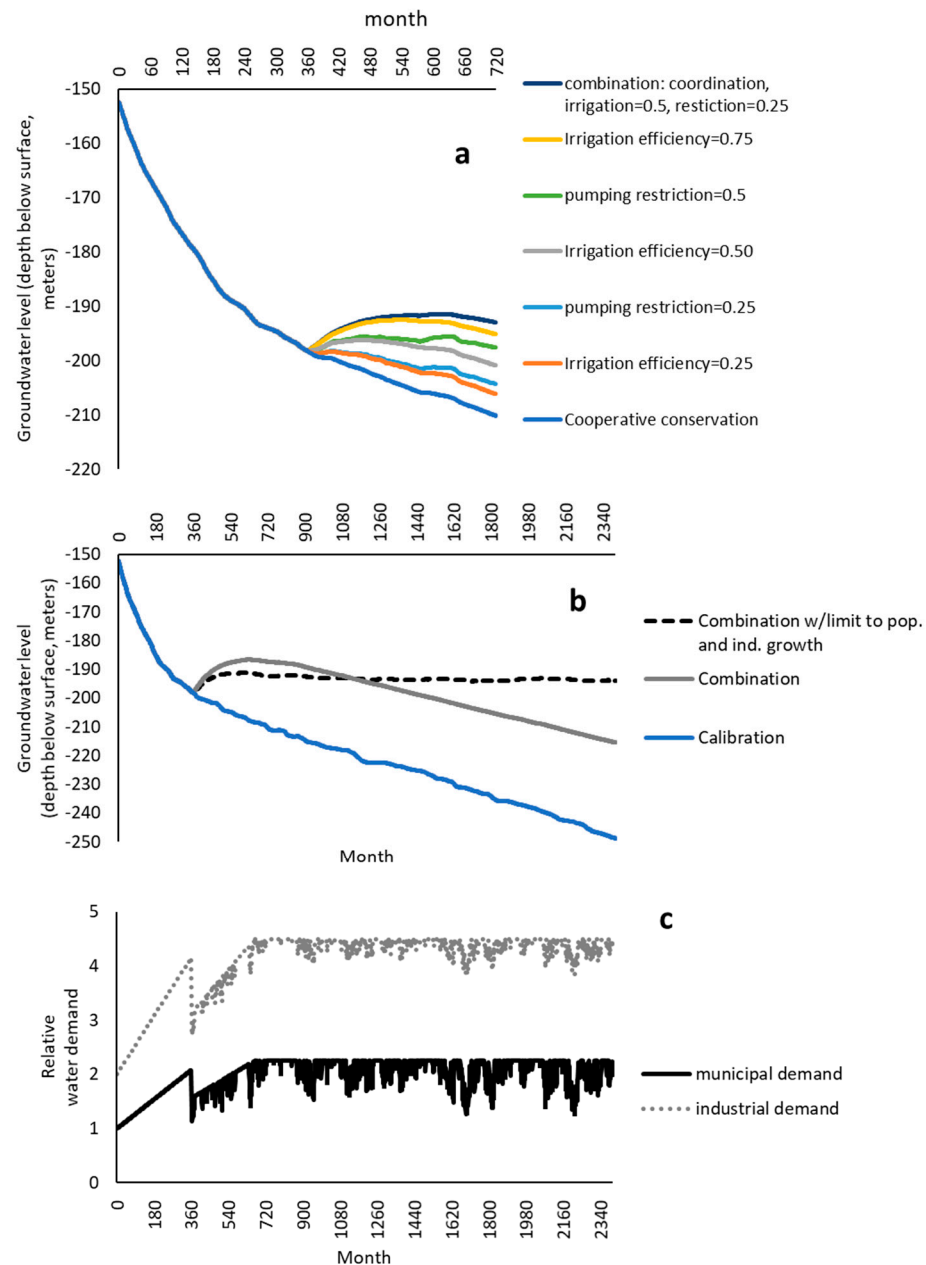 month
0 60 120 180 240 300 360 420 480 540 600 660 720
-150
-160
-170
-180
-190
-200
-210
-220
Groundwater level (depth below surface,
meters)
a
combination: coordination,
irrigation=0.5, restiction=0.25
Irrigation efficiency=0.75
pumping restriction=0.5
Irrigation efficiency=0.50
pumping restriction=0.25
Irrigation efficiency=0.25
Cooperative conservation
0 180 360 540 720 900 1080 1260 1440 1620 1800 1980 2160 2340
-150
-160
-170
-180
-190
-200
-210
-220
-230
-240
-250
Groundwater level
(depth below surface, meters)
Month
b
Combination w/limit to pop.
and ind. growth
Combination
Calibration
5
4
3
2
1
0
Relative
water demand
c
municipal demand
industrial demand
0 180 360 540 720 900 1080 1260 1440 1620 1800 1980 2160 2340
Month